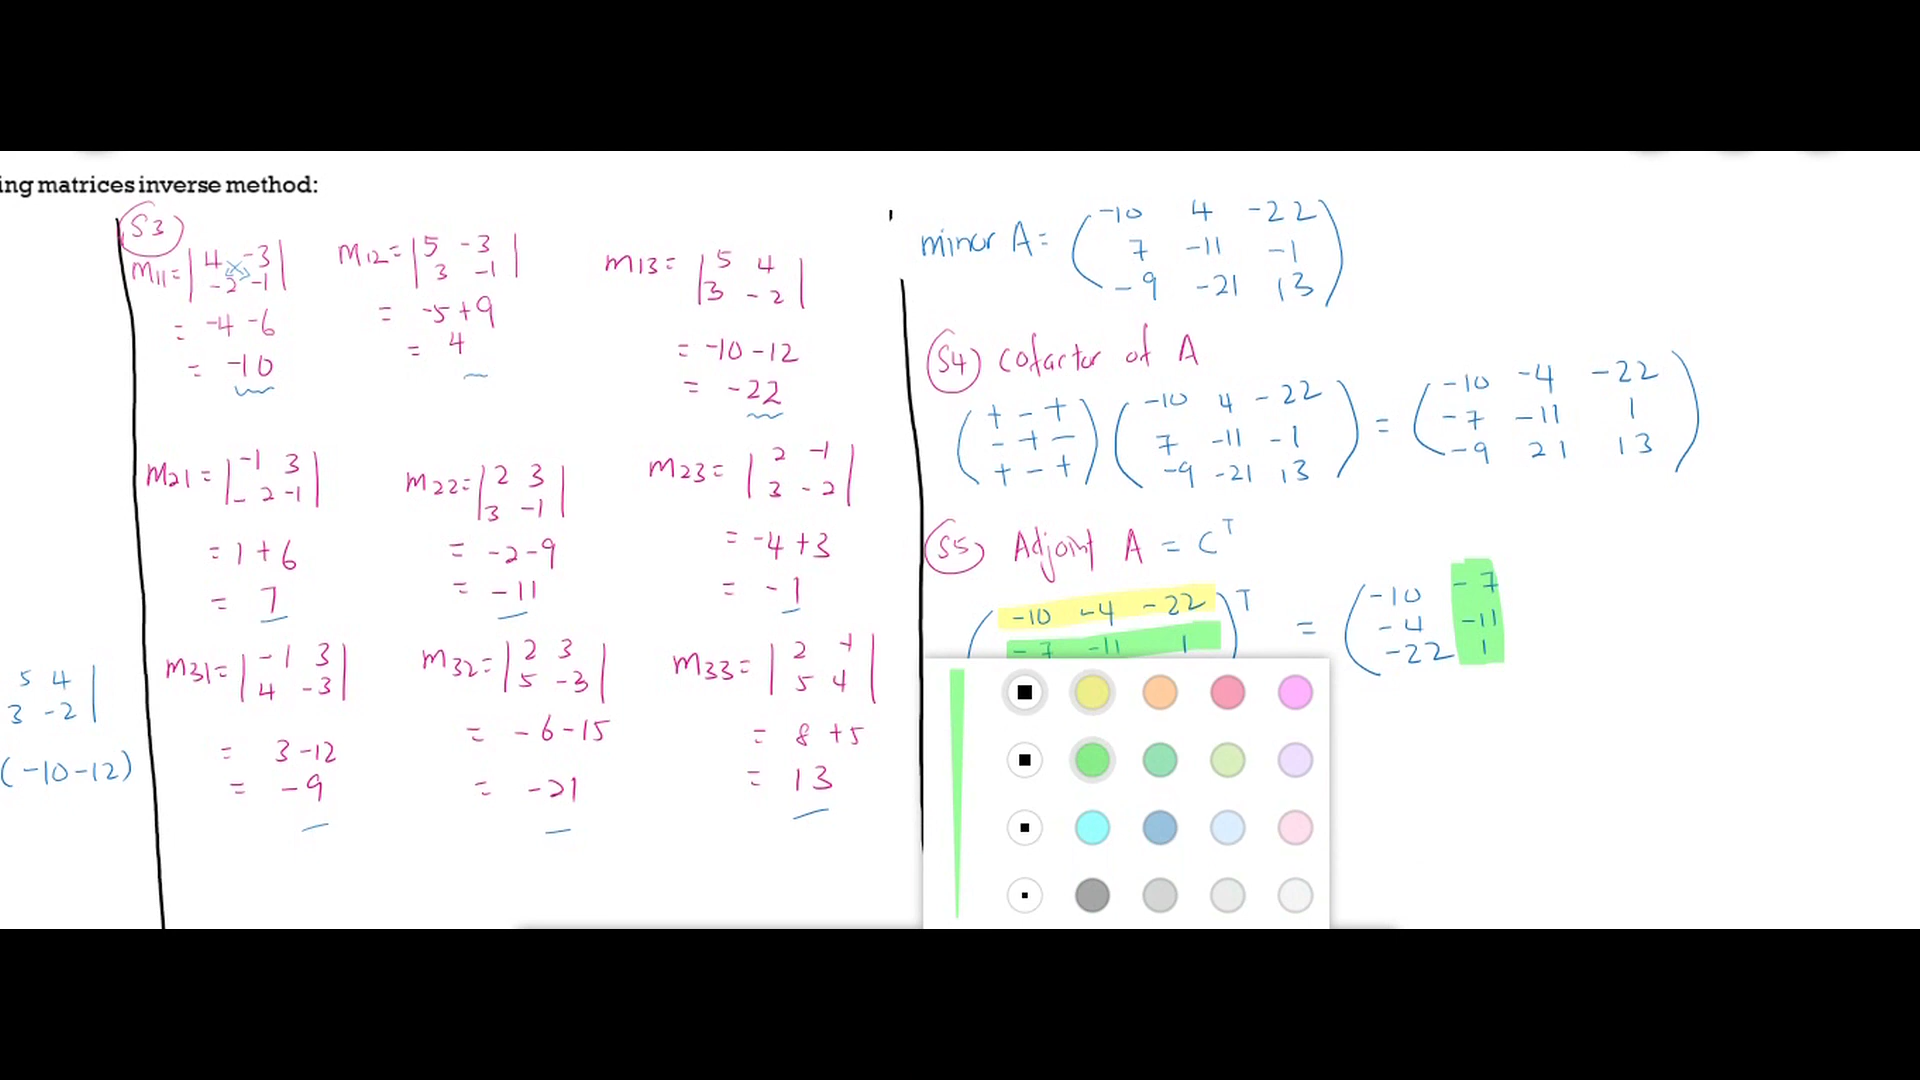 ing matrices inverse method:
S3
M11 = | 4 -3 |
| -2 -1 |
= -4 -6
= -10
M12 = | 5 -3 |
| 3 -1 |
= -5 + 9
= 4
M13 = | 5 4 |
| 3 -2 |
= -10 -12
= -22
M21 = | -1 3 |
| -2 -1 |
= 1 + 6
= 7
M22 = | 2 3 |
| 3 -1 |
= -2 -9
= -11
M23 = | 2 -1 |
| 3 -2 |
= -4 + 3
= -1
M31 = | -1 3 |
| 4 -3 |
= 3 -12
= -9
M32 = | 2 3 |
| 5 -3 |
= -6 -15
= -21
M33 = | 2 -1 |
| 5 4 |
= 8 + 5
= 13
5 4 |
3 -2 |
(-10-12)
minor A = ( -10 4 -22 )
7 -11 -1
-9 -21 13
S4 Cofactor of A
( + - + ) ( -10 4 -22 ) = ( -10 -4 -22 )
- + - 7 -11 -1 -7 -11 1
+ - + -9 -21 13 -9 21 13
S5 Adjoint A = C^T
( -10 -4 -22 )^T = ( -10 -7
-7 -11 1 -4 -11
-22 1